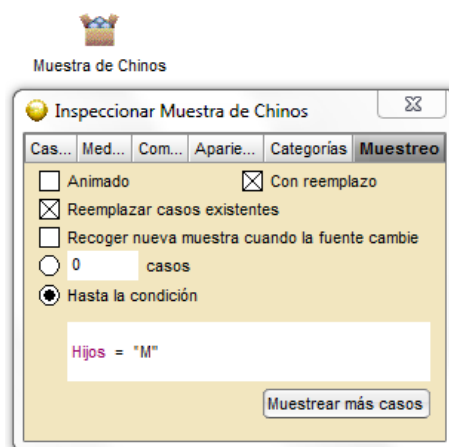 Muestra de Chinos
Inspeccionar Muestra de Chinos
Cas... Med... Com... Aparie... Categorías Muestreo
Animado Con reemplazo
Reemplazar casos existentes
Recoger nueva muestra cuando la fuente cambie
0 casos
Hasta la condición
Hijos = "M"
Muestrear más casos